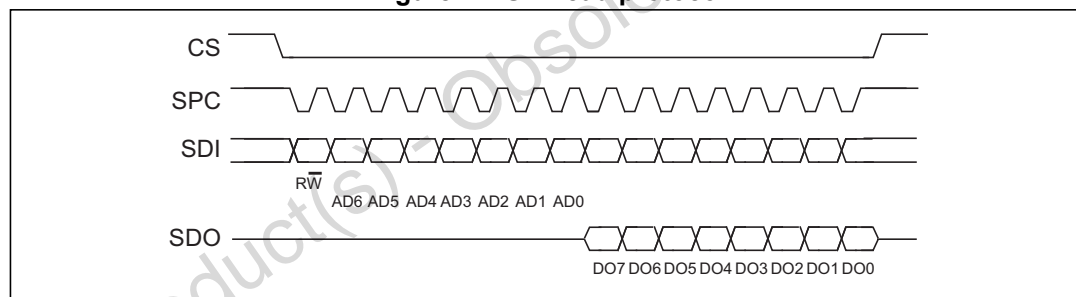 CS
SPC
SDI
RW̅
AD6 AD5 AD4 AD3 AD2 AD1 AD0
SDO
DO7 DO6 DO5 DO4 DO3 DO2 DO1 DO0